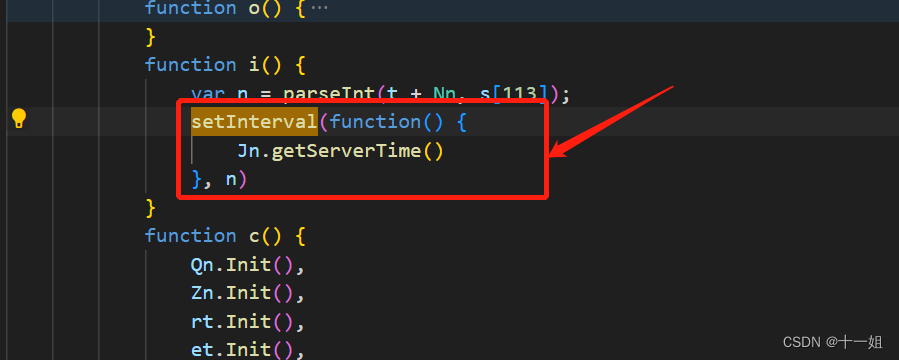 function o() {···
}
function i() {
var n = parseInt(t + Nn, s[113]);
setInterval(function() {
Jn.getServerTime()
}, n)
}
function c() {
Qn.Init(),
Zn.Init(),
rt.Init(),
et.Init(),
CSDN @十一姐